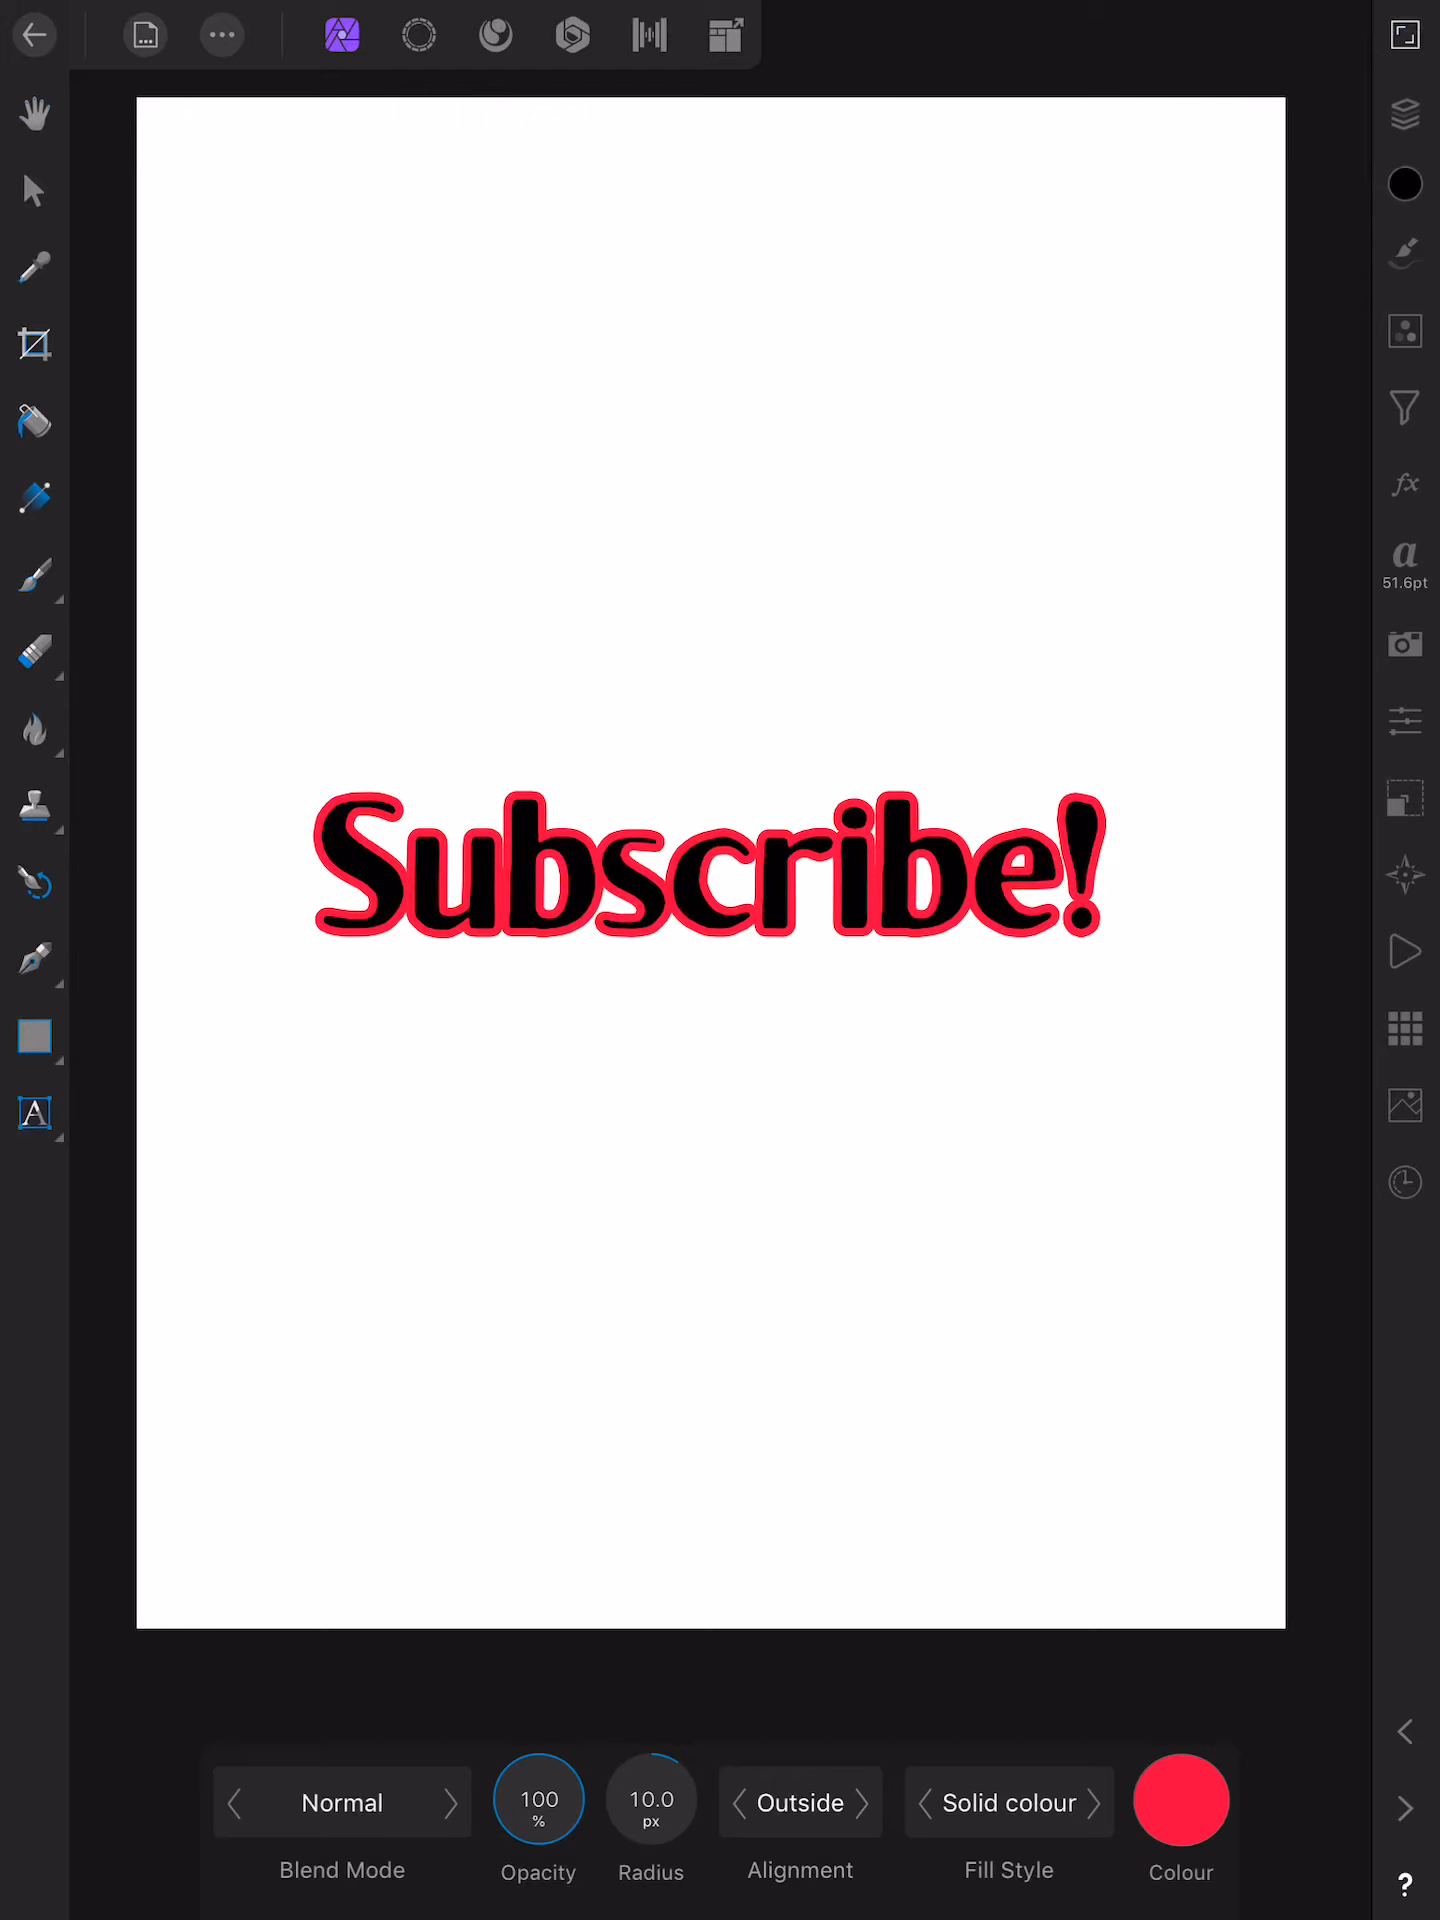 fx
a
51.6pt
A
Subscribe!
Normal
100
%
10.0
px
Outside
Solid colour
Blend Mode
Opacity
Radius
Alignment
Fill Style
Colour
?